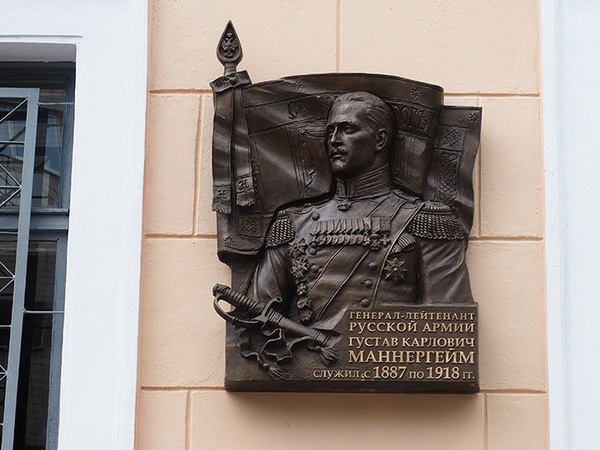 ГЕНЕРАЛ-ЛЕЙТЕНАНТ
РУССКОЙ АРМИИ
ГУСТАВ КАРЛОВИЧ
МАННЕРГЕЙМ
СЛУЖИЛ С 1887 ПО 1918 ГГ.